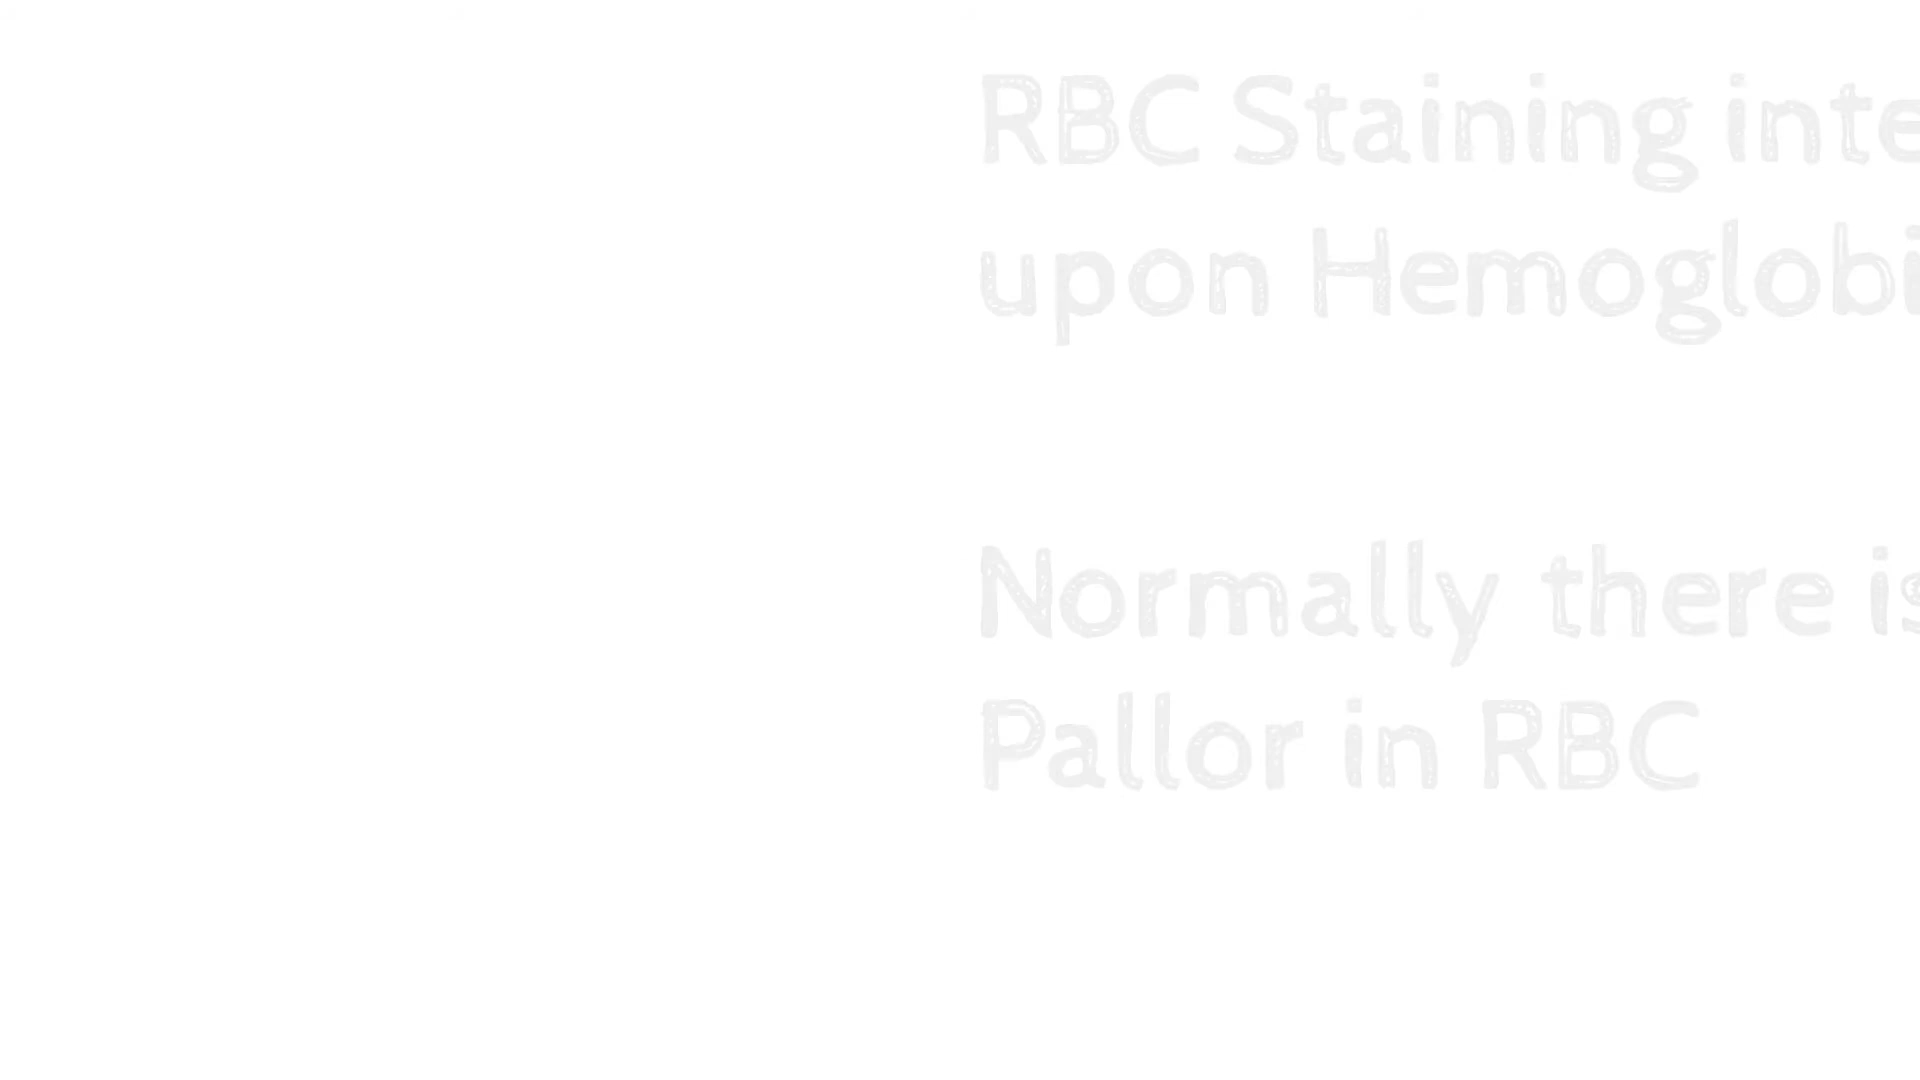 RBC Staining inte
upon Hemoglobi
Normally there is
Pallor in RBC